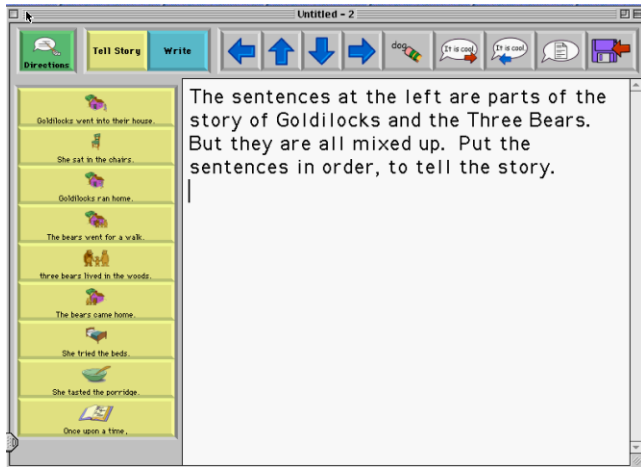 Untitled - 2
Directions
Tell Story
Write
dog
It is cool.
It is cool.
Goldilocks went into their house.
She sat in the chairs.
Goldilocks ran home.
The bears went for a walk.
three bears lived in the woods.
The bears came home.
She tried the beds.
She tasted the porridge.
Once upon a time,
The sentences at the left are parts of the
story of Goldilocks and the Three Bears.
But they are all mixed up. Put the
sentences in order, to tell the story.